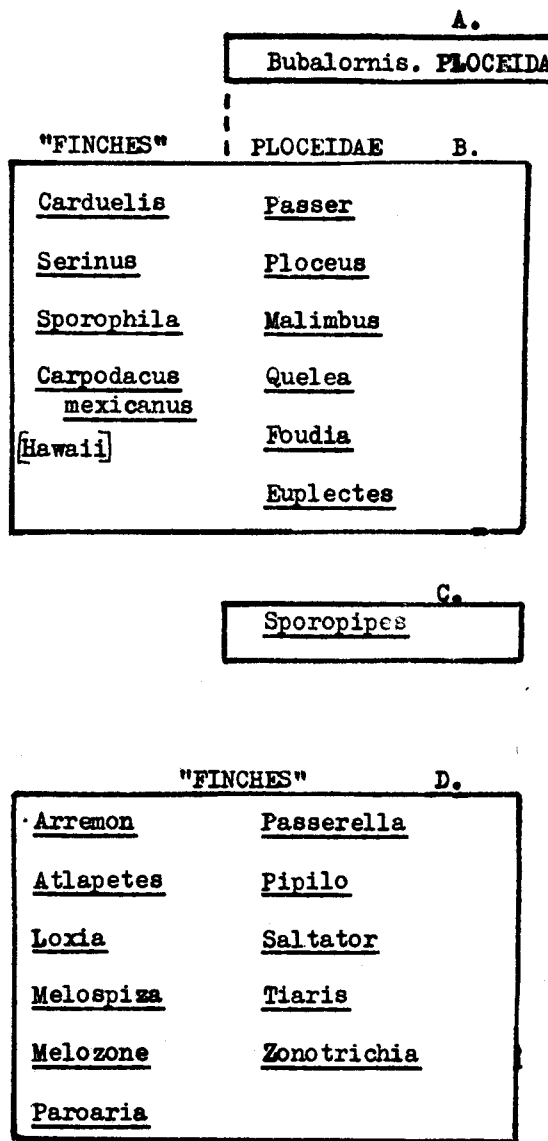 A.
Bubalornis. PLOCEIDA
"FINCHES" PLOCEIDAE B.
Carduelis Passer
Serinus Ploceus
Sporophila Malimbus
Carpodacus Quelea
mexicanus
[Hawaii] Foudia
Euplectes
C.
Sporopipes
"FINCHES" D.
Arremon Passerella
Atlapetes Pipilo
Loxia Saltator
Melospiza Tiaris
Melozone Zonotrichia
Paroaria